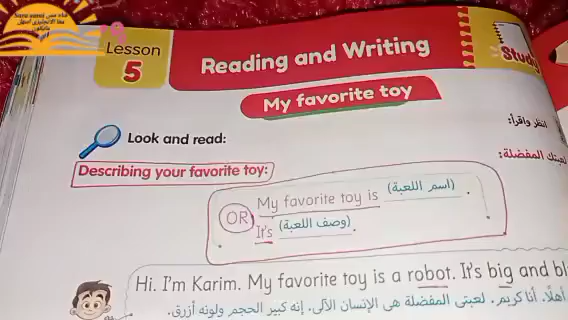 Lesson
5
Reading and Writing
Study
My favorite toy
Look and read:
انظر واقرأ:
Describing your favorite toy:
لعبتك المفضلة:
My favorite toy is (اسم اللعبة).
OR
It's (وصف اللعبة).
Hi. I'm Karim. My favorite toy is a robot. It's big and bl
أهلًا. أنا كريم. لعبتي المفضلة هي الإنسان الآلي. إنه كبير الحجم ولونه أزرق.